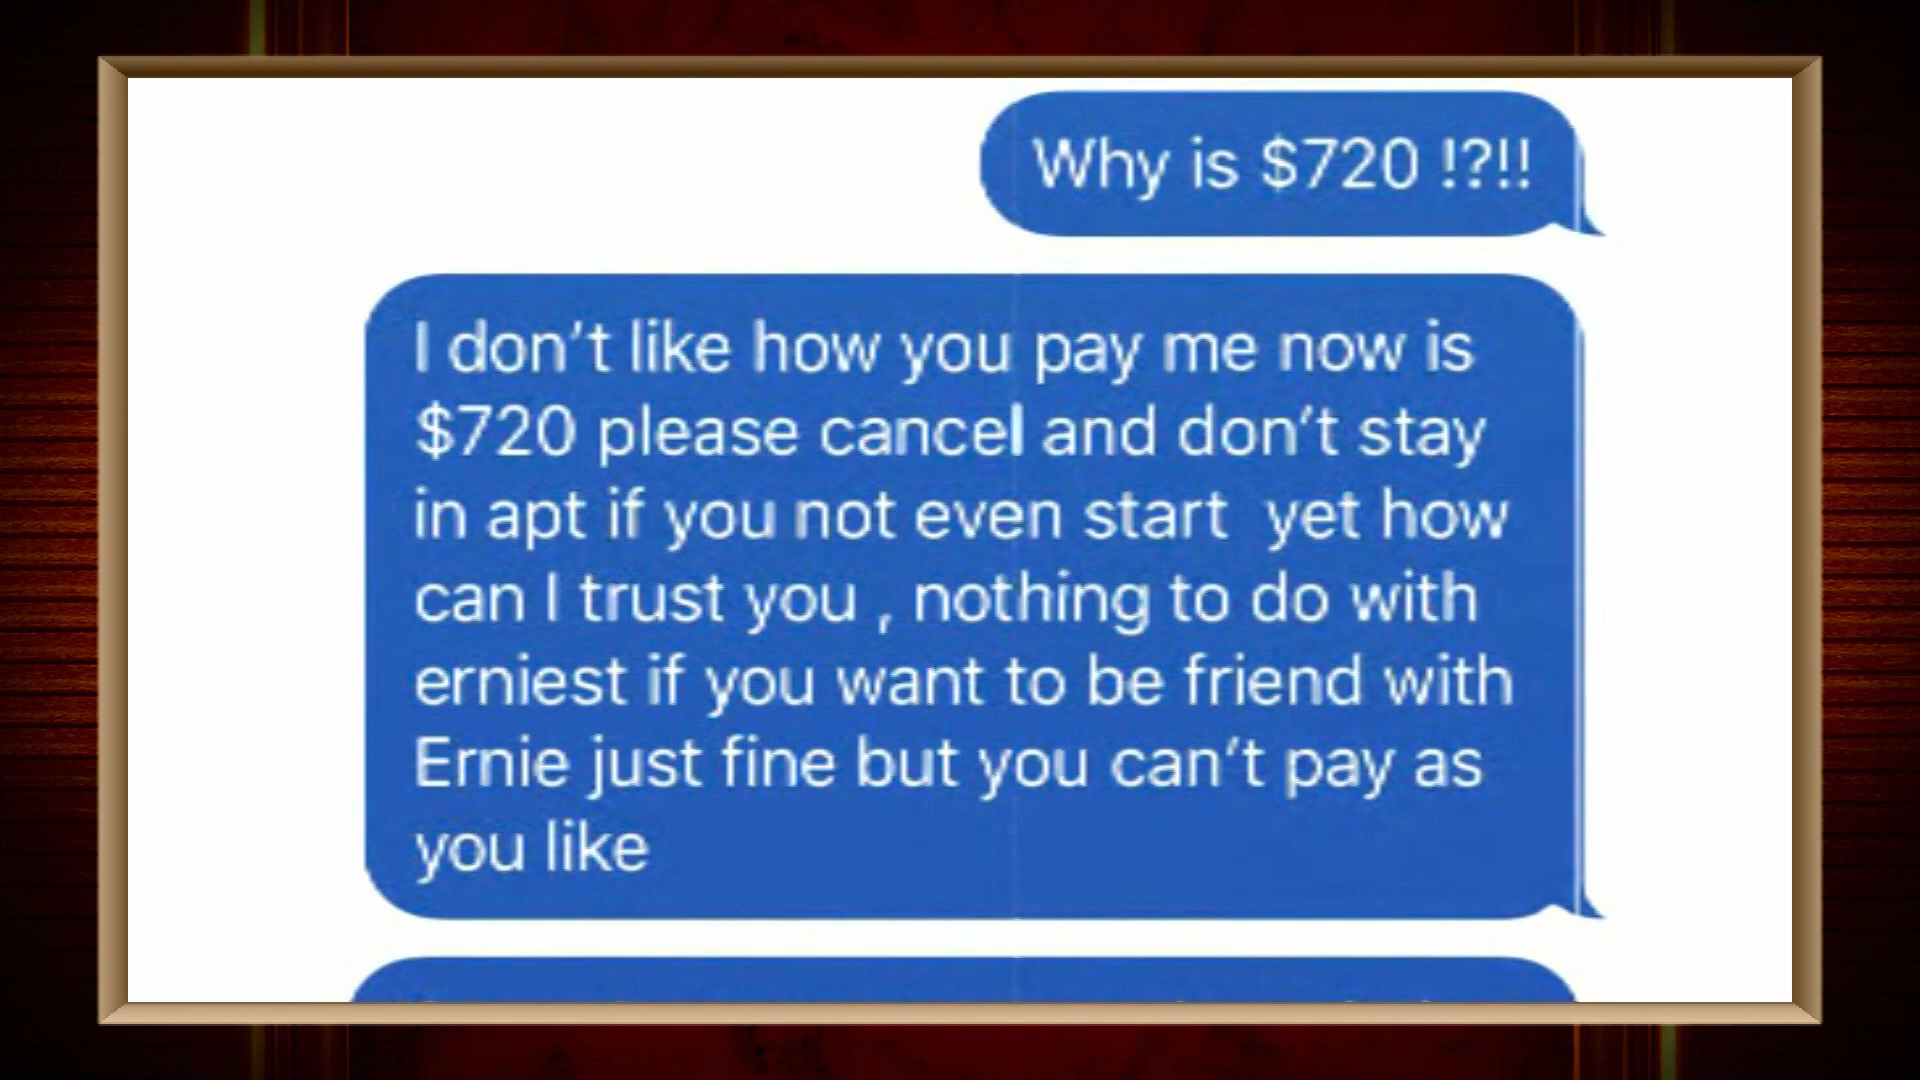 Why is $720 !?!!
I don't like how you pay me now is
$720 please cancel and don't stay
in apt if you not even start  yet how
can I trust you , nothing to do with
erniest if you want to be friend with
Ernie just fine but you can't pay as
you like